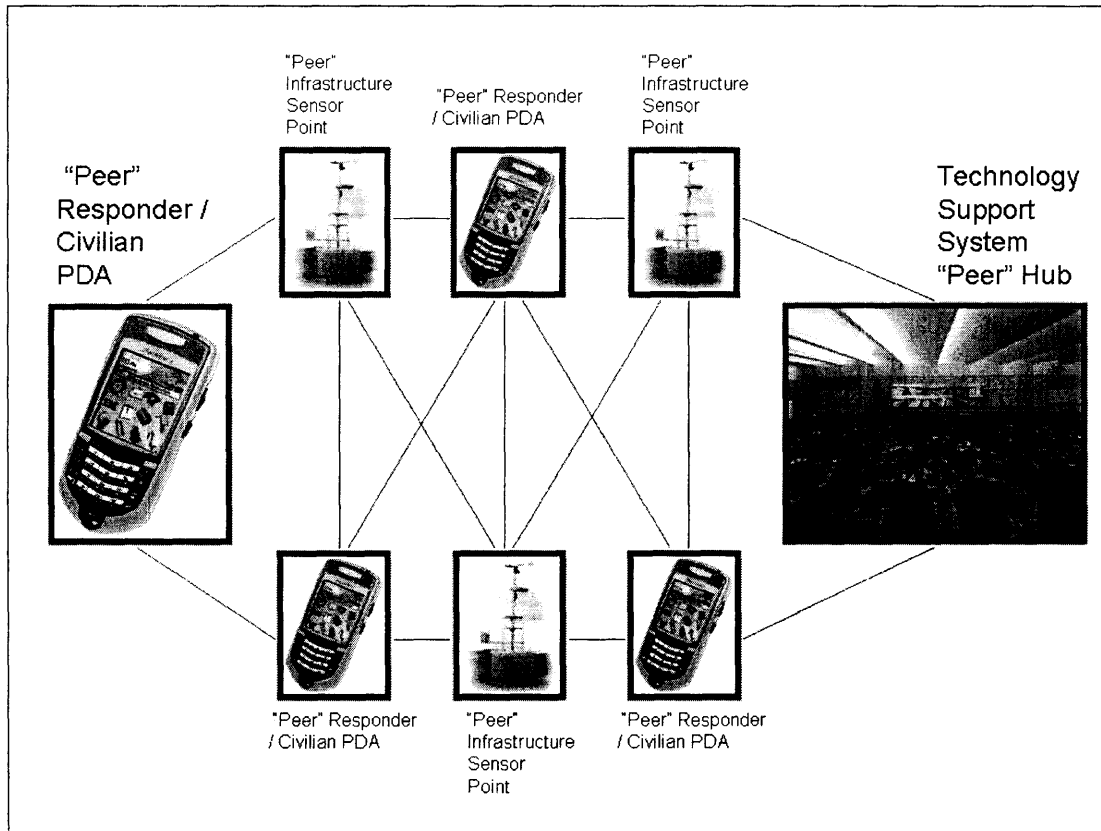 "Peer"
Infrastructure
Sensor
Point
"Peer" Responder
/ Civilian PDA
"Peer"
Infrastructure
Sensor
Point
"Peer"
Responder /
Civilian
PDA
Technology
Support
System
"Peer" Hub
"Peer" Responder
/ Civilian PDA
"Peer"
Infrastructure
Sensor
Point
"Peer" Responder
/ Civilian PDA